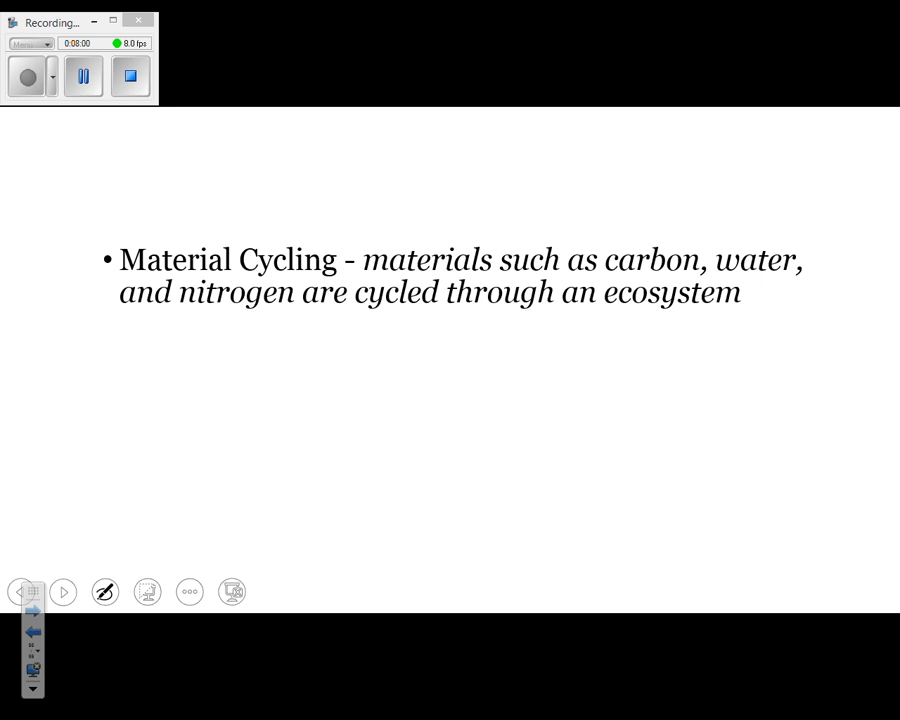 Recording...
Menu
0:08:00
8.0 fps
• Material Cycling - materials such as carbon, water,
and nitrogen are cycled through an ecosystem